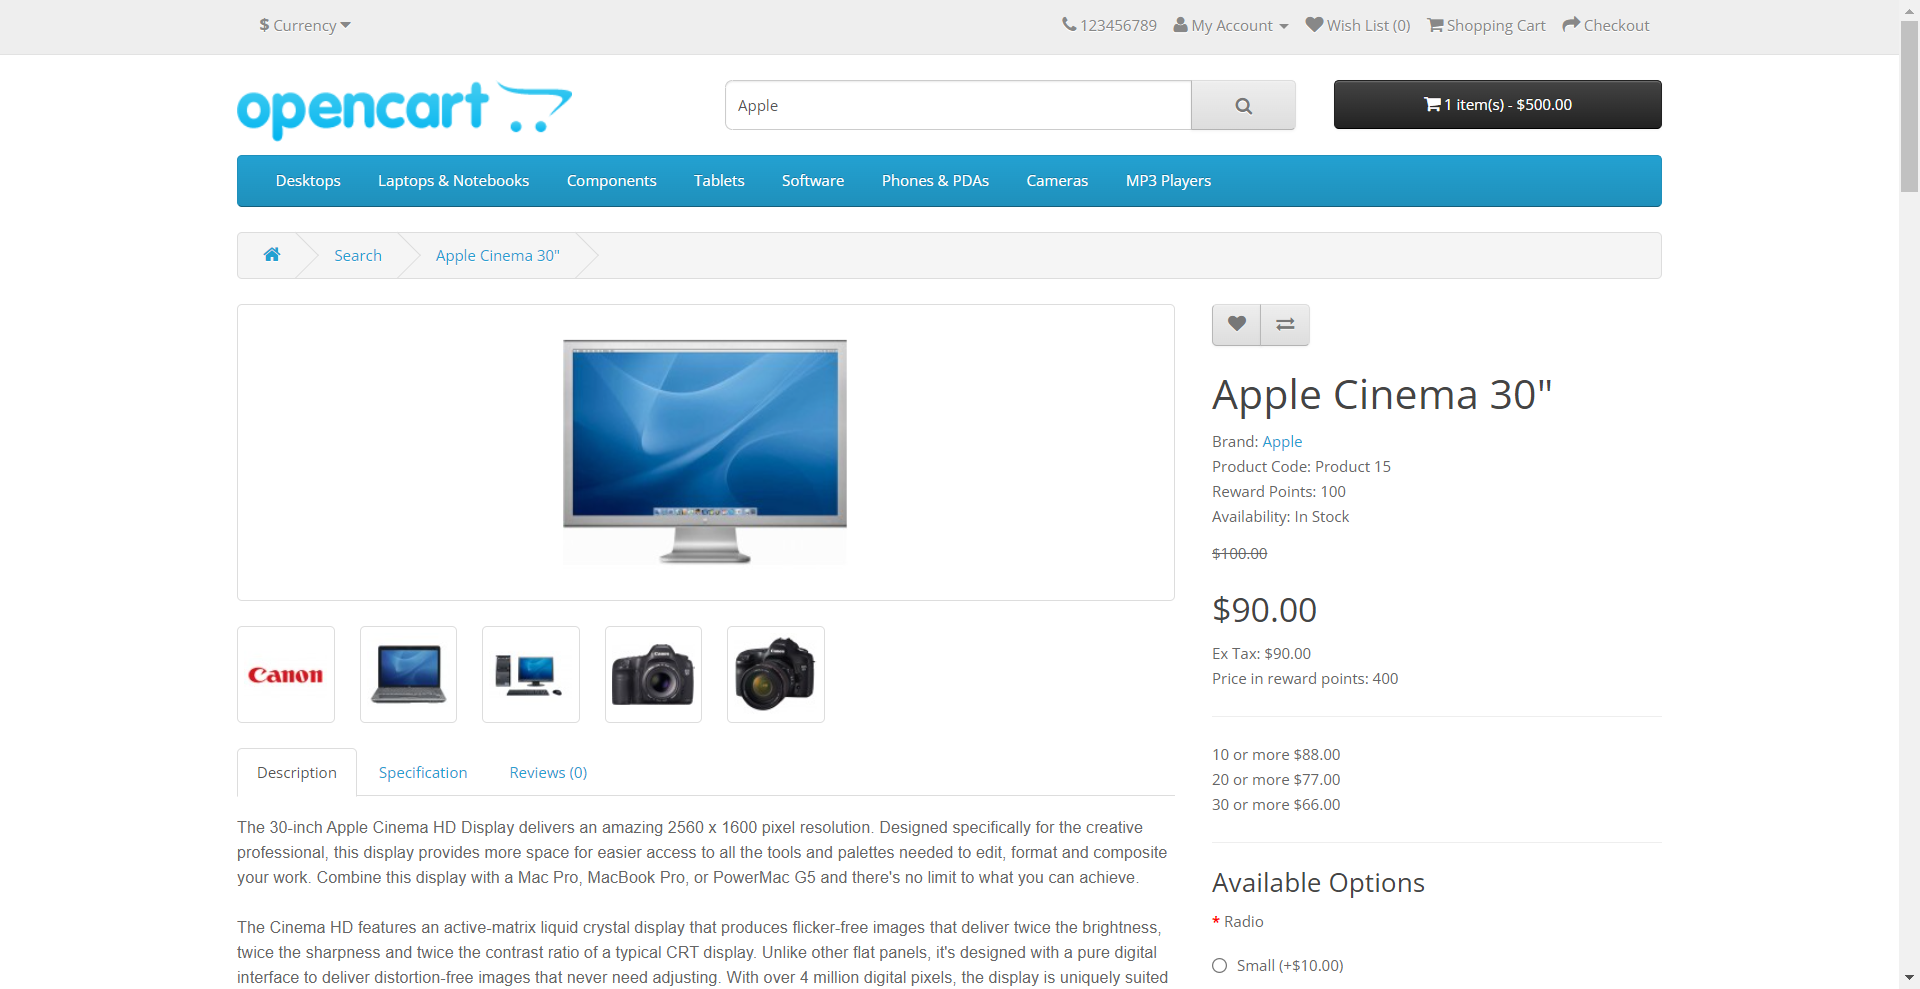 $ Currency
123456789 My Account Wish List (0) Shopping Cart Checkout
opencart
Apple
1 item(s) - $500.00
Desktops Laptops & Notebooks Components Tablets Software Phones & PDAs Cameras MP3 Players
Search Apple Cinema 30"
Apple Cinema 30"
Brand: Apple
Product Code: Product 15
Reward Points: 100
Availability: In Stock
$100.00
$90.00
Ex Tax: $90.00
Price in reward points: 400
10 or more $88.00
20 or more $77.00
30 or more $66.00
Available Options
* Radio
Small (+$10.00)
Canon
Description Specification Reviews (0)
The 30-inch Apple Cinema HD Display delivers an amazing 2560 x 1600 pixel resolution. Designed specifically for the creative
professional, this display provides more space for easier access to all the tools and palettes needed to edit, format and composite
your work. Combine this display with a Mac Pro, MacBook Pro, or PowerMac G5 and there's no limit to what you can achieve.
The Cinema HD features an active-matrix liquid crystal display that produces flicker-free images that deliver twice the brightness,
twice the sharpness and twice the contrast ratio of a typical CRT display. Unlike other flat panels, it's designed with a pure digital
interface to deliver distortion-free images that never need adjusting. With over 4 million digital pixels, the display is uniquely suited